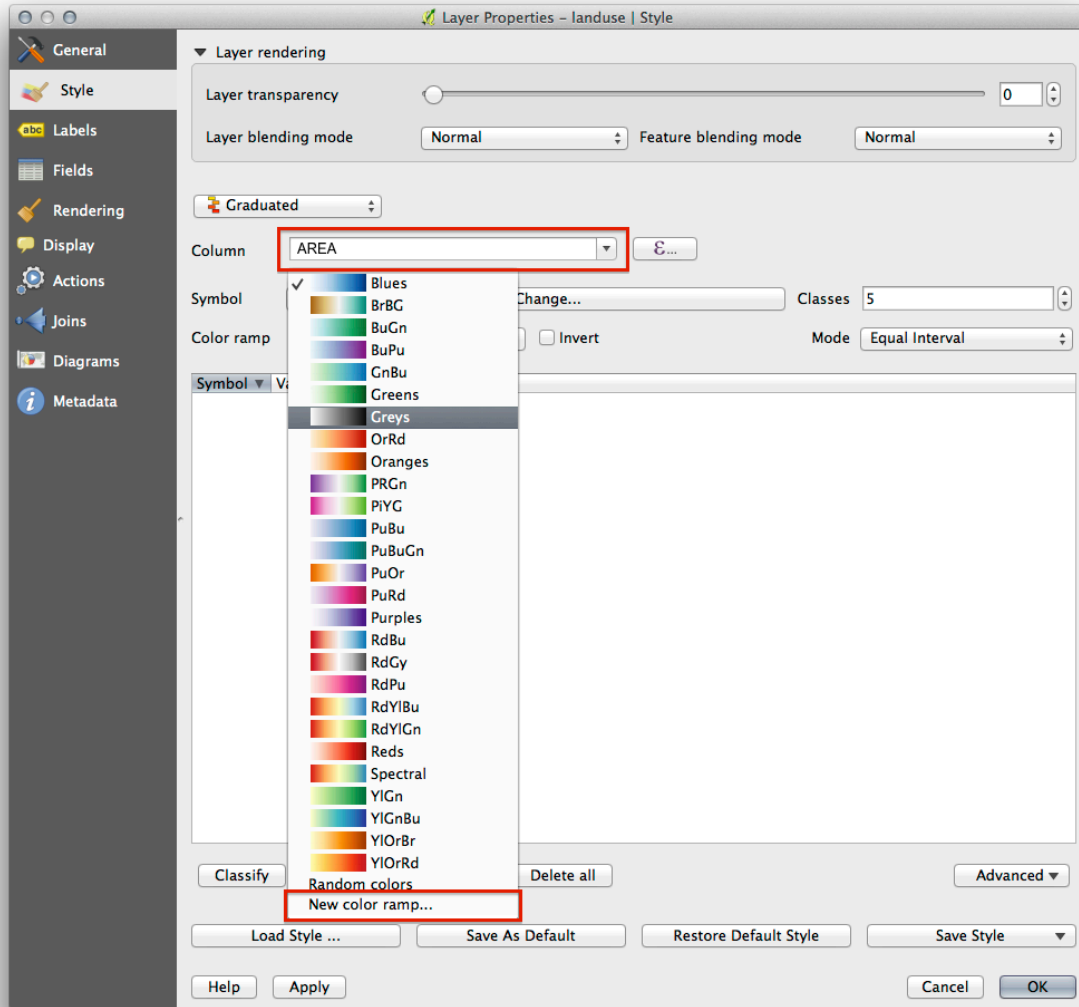 Layer Properties - landuse | Style
General
Style
abc Labels
Fields
Rendering
Display
Actions
Joins
Diagrams
i Metadata
Layer rendering
Layer transparency 0
Layer blending mode Normal Feature blending mode Normal
Graduated
Column AREA ε...
Symbol Change... Classes 5
Color ramp Invert Mode Equal Interval
Symbol Va
Blues
BrBG
BuGn
BuPu
GnBu
Greens
Greys
OrRd
Oranges
PRGn
PiYG
PuBu
PuBuGn
PuOr
PuRd
Purples
RdBu
RdGy
RdPu
RdYlBu
RdYlGn
Reds
Spectral
YlGn
YlGnBu
YlOrBr
YlOrRd
Random colors
New color ramp...
Classify Delete all Advanced
Load Style ... Save As Default Restore Default Style Save Style
Help Apply Cancel OK